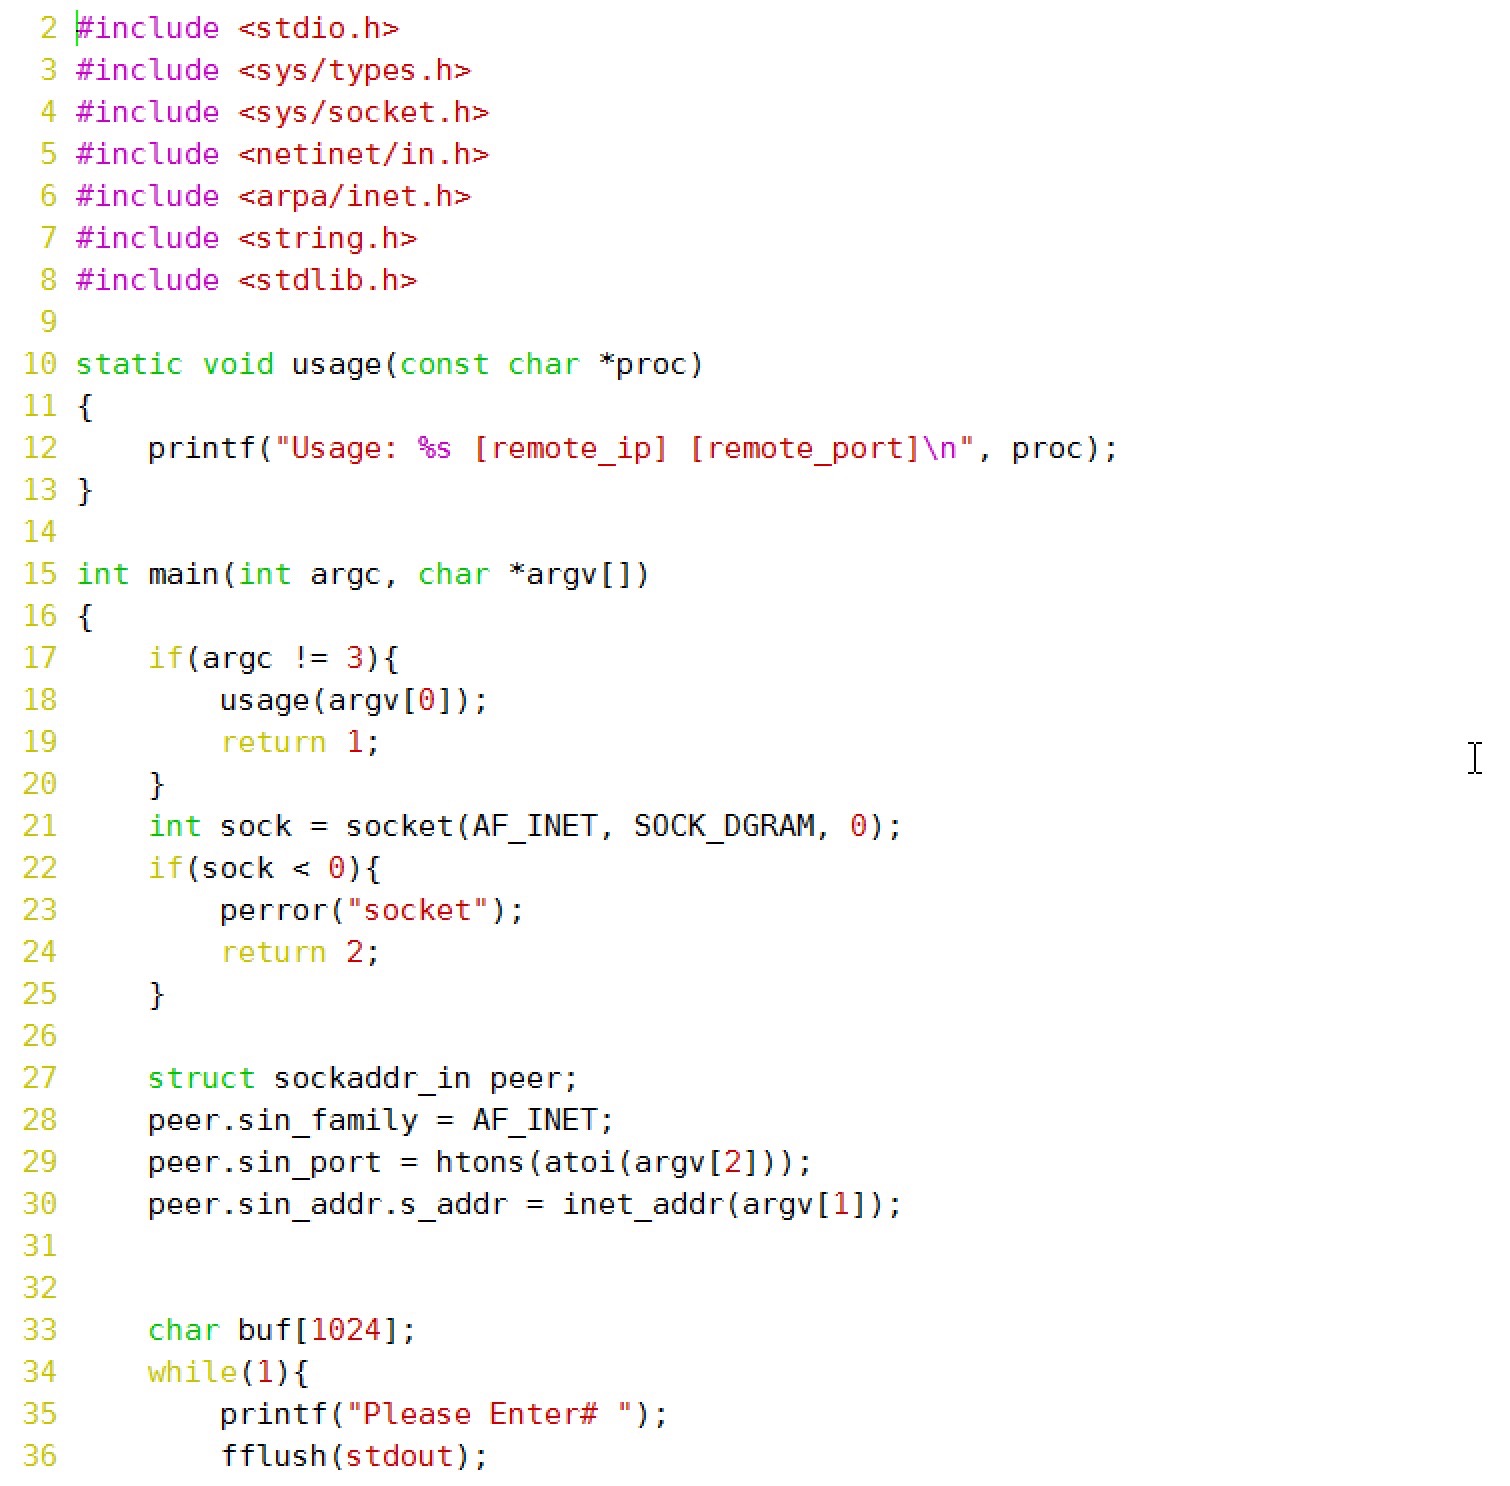 2 #include <stdio.h>
3 #include <sys/types.h>
4 #include <sys/socket.h>
5 #include <netinet/in.h>
6 #include <arpa/inet.h>
7 #include <string.h>
8 #include <stdlib.h>
9
10 static void usage(const char *proc)
11 {
12     printf("Usage: %s [remote_ip] [remote_port]\n", proc);
13 }
14
15 int main(int argc, char *argv[])
16 {
17     if(argc != 3){
18         usage(argv[0]);
19         return 1;
20     }
21     int sock = socket(AF_INET, SOCK_DGRAM, 0);
22     if(sock < 0){
23         perror("socket");
24         return 2;
25     }
26
27     struct sockaddr_in peer;
28     peer.sin_family = AF_INET;
29     peer.sin_port = htons(atoi(argv[2]));
30     peer.sin_addr.s_addr = inet_addr(argv[1]);
31
32
33     char buf[1024];
34     while(1){
35         printf("Please Enter# ");
36         fflush(stdout);